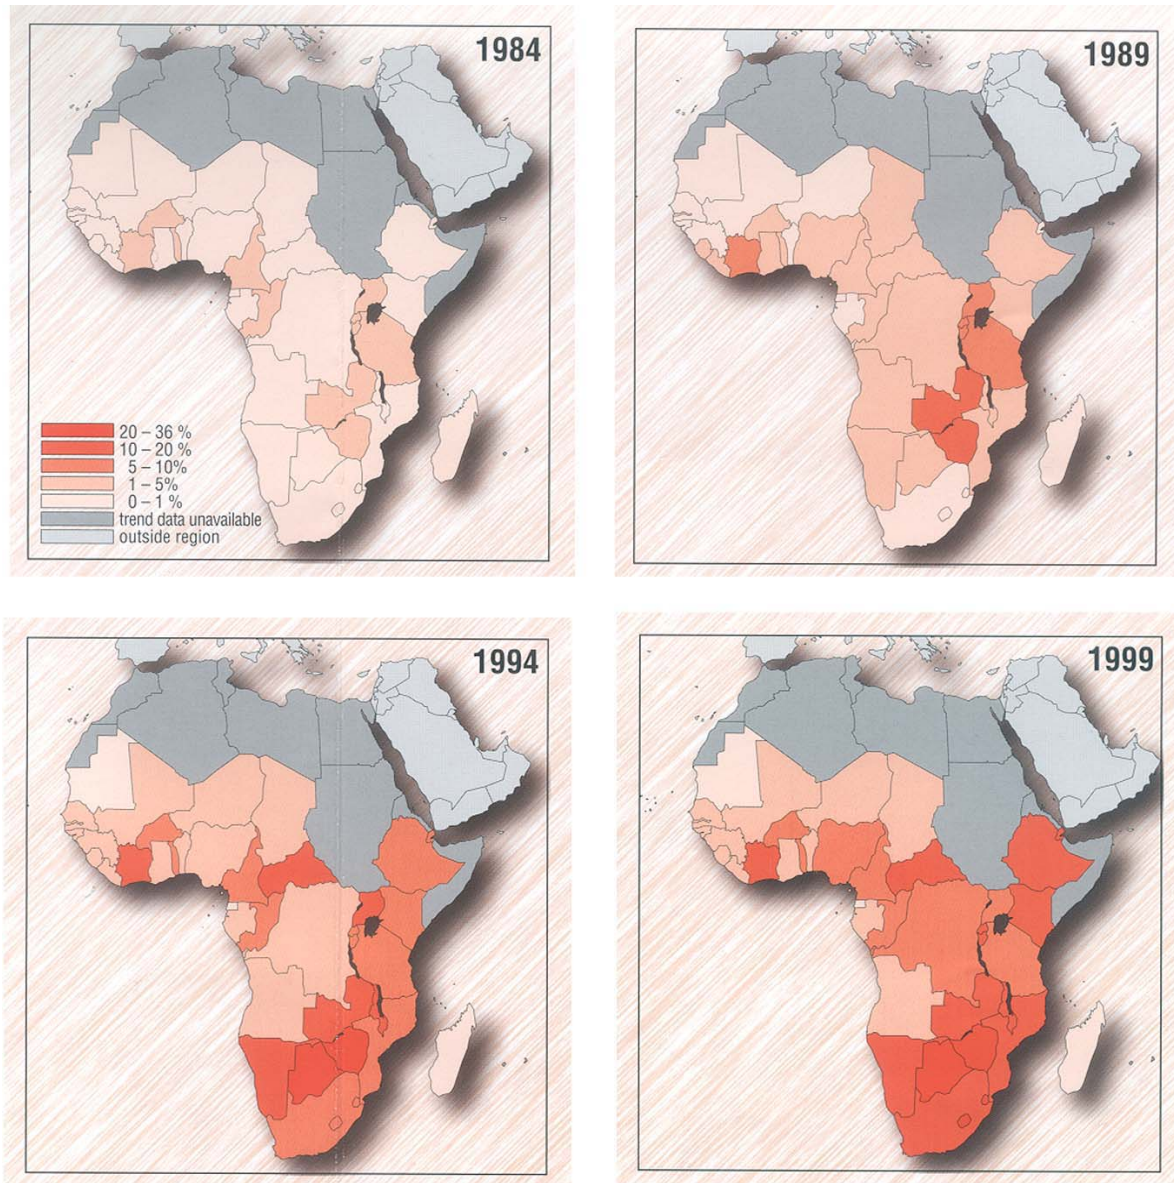 1984
20 – 36 %
10 – 20 %
5 – 10%
1 – 5%
0 – 1 %
trend data unavailable
outside region
1989
1994
1999